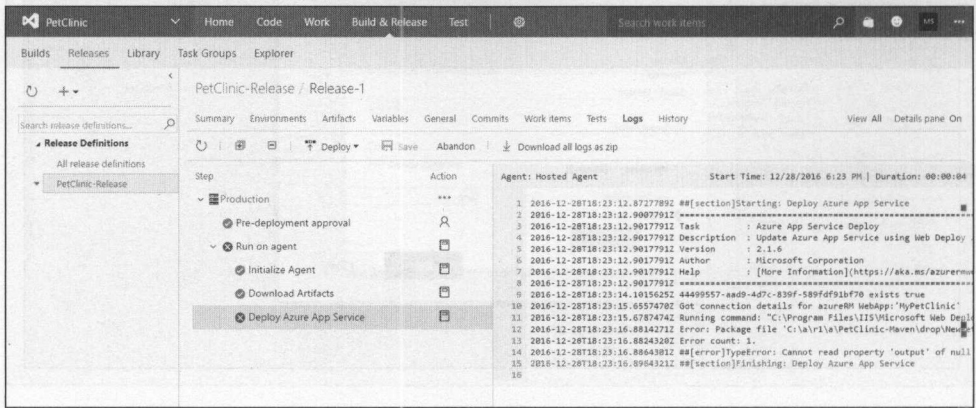 PetClinic Home Code Work Build & Release Test Search work items MS
Builds Releases Library Task Groups Explorer
PetClinic-Release / Release-1
Summary Environments Artifacts Variables General Commits Work items Tests Logs History View All Details pane On
Search release definitions...
Deploy Save Abandon Download all logs as zip
Release Definitions
All release definitions
PetClinic-Release
Step Action
Production
Pre-deployment approval
Run on agent
Initialize Agent
Download Artifacts
Deploy Azure App Service
Agent: Hosted Agent Start Time: 12/28/2016 6:23 PM | Duration: 00:00:04
1 2016-12-28T18:23:12.8727789Z ##[section]Starting: Deploy Azure App Service
2 2016-12-28T18:23:12.9007791Z ==============================================================================
3 2016-12-28T18:23:12.9017791Z Task : Azure App Service Deploy
4 2016-12-28T18:23:12.9017791Z Description : Update Azure App Service using Web Deploy
5 2016-12-28T18:23:12.9017791Z Version : 2.1.6
6 2016-12-28T18:23:12.9017791Z Author : Microsoft Corporation
7 2016-12-28T18:23:12.9017791Z Help : [More Information](https://aka.ms/azurermwe
8 2016-12-28T18:23:12.9017791Z ==============================================================================
9 2016-12-28T18:23:14.1015625Z 44499557-aad9-4d7c-839f-589fdf91bf70 exists true
10 2016-12-28T18:23:15.6557407Z Got connection details for azureRM WebApp:'MyPetClinic'
11 2016-12-28T18:23:15.6787474Z Running command: "C:\Program Files\IIS\Microsoft Web Deplo
12 2016-12-28T18:23:16.8814271Z Error: Package file 'C:\a\r1\a\PetClinic-Maven\drop\New
13 2016-12-28T18:23:16.8824320Z Error count: 1.
14 2016-12-28T18:23:16.8864381Z ##[error]TypeError: Cannot read property 'output' of null
15 2016-12-28T18:23:16.8984321Z ##[section]Finishing: Deploy Azure App Service
16